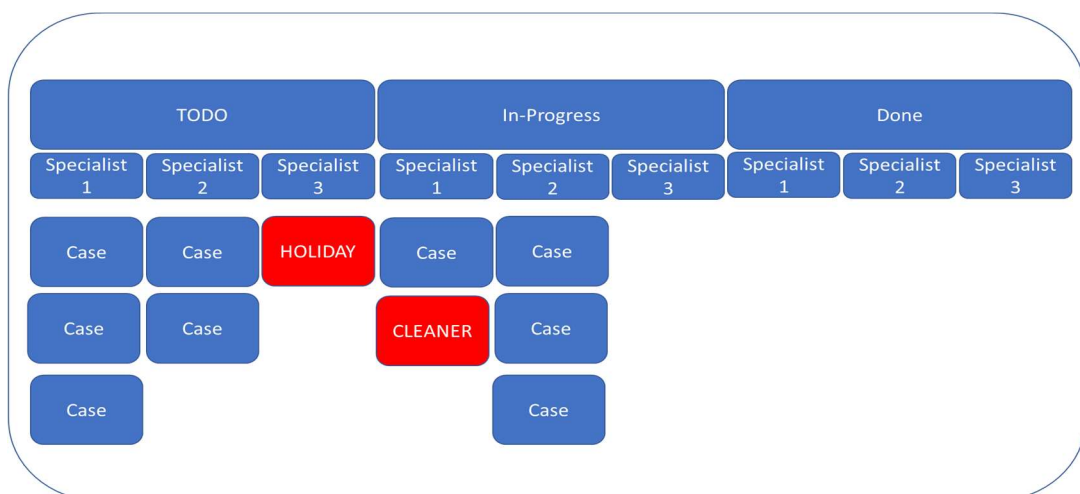 TODO
In-Progress
Done
Specialist
1
Specialist
2
Specialist
3
Specialist
1
Specialist
2
Specialist
3
Specialist
1
Specialist
2
Specialist
3
Case
Case
HOLIDAY
Case
Case
Case
Case
CLEANER
Case
Case
Case